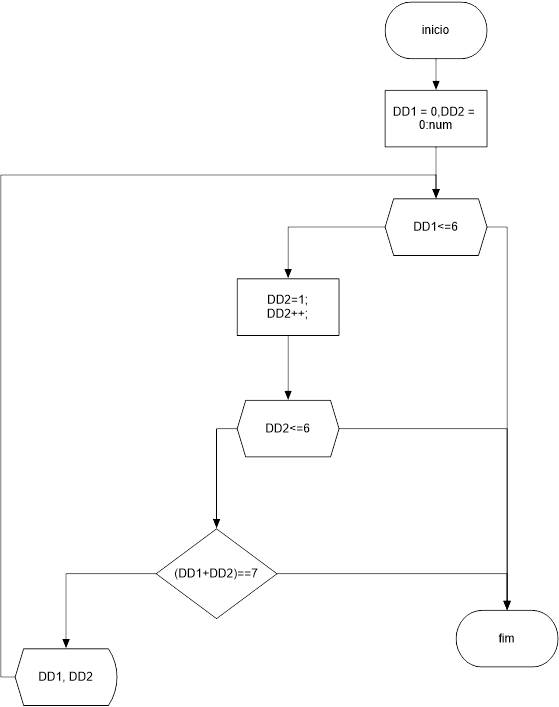 inicio
DD1 = 0,DD2 =
0:num
DD1<=6
DD2=1;
DD2++;
DD2<=6
(DD1+DD2)==7
DD1, DD2
fim